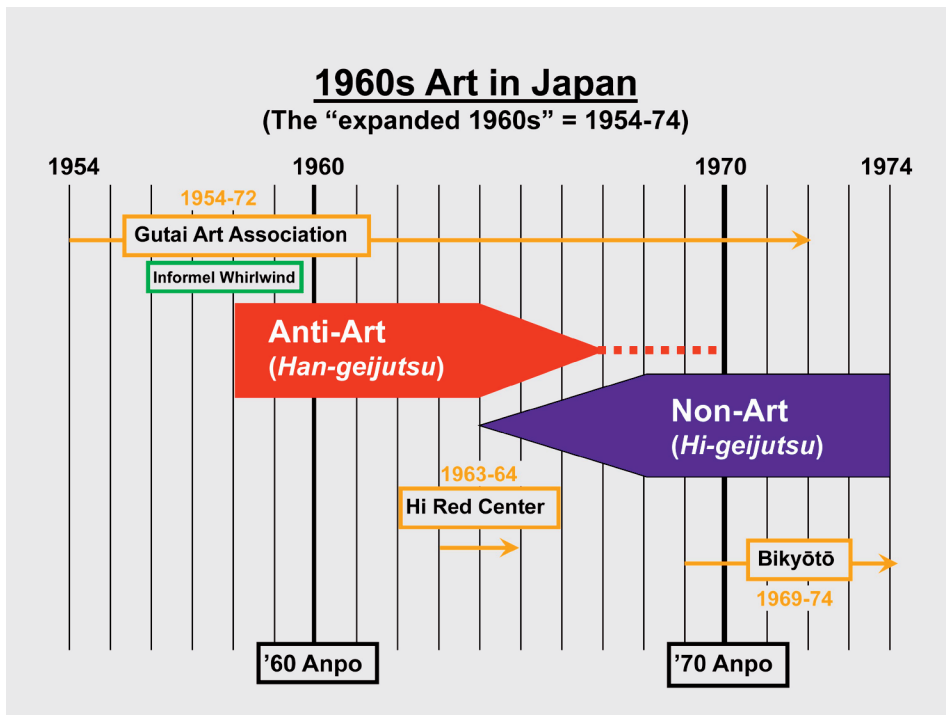 1960s Art in Japan
(The “expanded 1960s” = 1954-74)
1954 1960 1970 1974
1954-72
Gutai Art Association
Informel Whirlwind
Anti-Art
(Han-geijutsu)
Non-Art
(Hi-geijutsu)
1963-64
Hi Red Center
Bikyōtō
1969-74
’60 Anpo ’70 Anpo